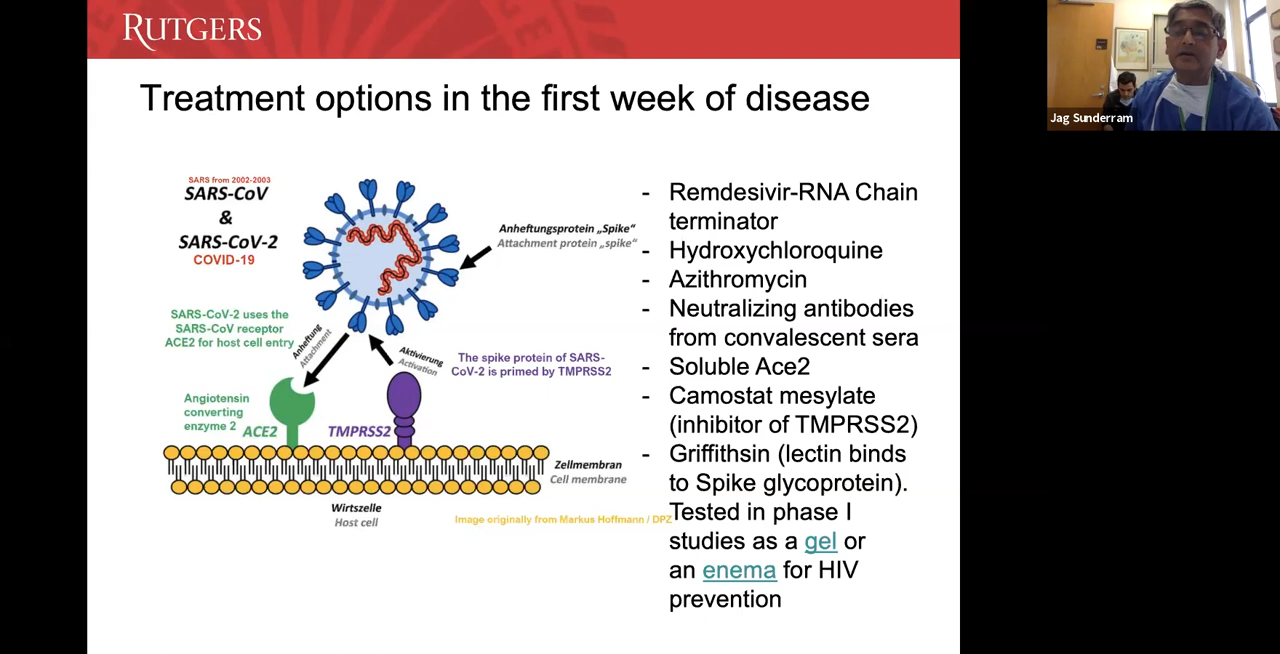 RUTGERS
Treatment options in the first week of disease
SARS from 2002-2003
SARS-CoV
&
SARS-CoV-2
COVID-19
Anheftungsprotein „Spike“
Attachment protein „spike“
SARS-CoV-2 uses the
SARS-CoV receptor
ACE2 for host cell entry
Anheftung
Attachment
Aktivierung
Activation
The spike protein of SARS-
CoV-2 is primed by TMPRSS2
Angiotensin
converting
enzyme 2
ACE2
TMPRSS2
Zellmembran
Cell membrane
Wirtszelle
Host cell
Image originally from Markus Hoffmann / DPZ
- Remdesivir-RNA Chain
terminator
- Hydroxychloroquine
- Azithromycin
- Neutralizing antibodies
from convalescent sera
- Soluble Ace2
- Camostat mesylate
(inhibitor of TMPRSS2)
- Griffithsin (lectin binds
to Spike glycoprotein).
Tested in phase I
studies as a gel or
an enema for HIV
prevention
Jag Sunderram